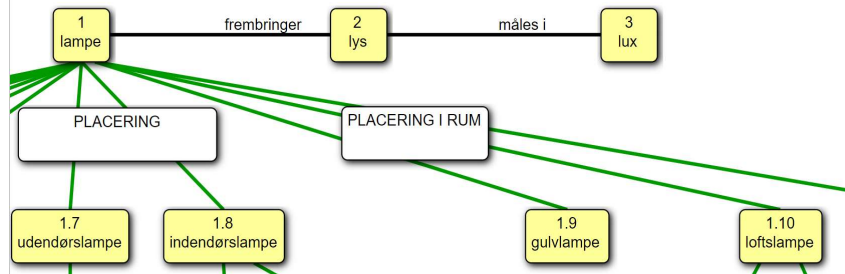 1
lampe
frembringer
2
lys
måles i
3
lux
PLACERING
PLACERING I RUM
1.7
udendørslampe
1.8
indendørslampe
1.9
gulvlampe
1.10
loftslampe